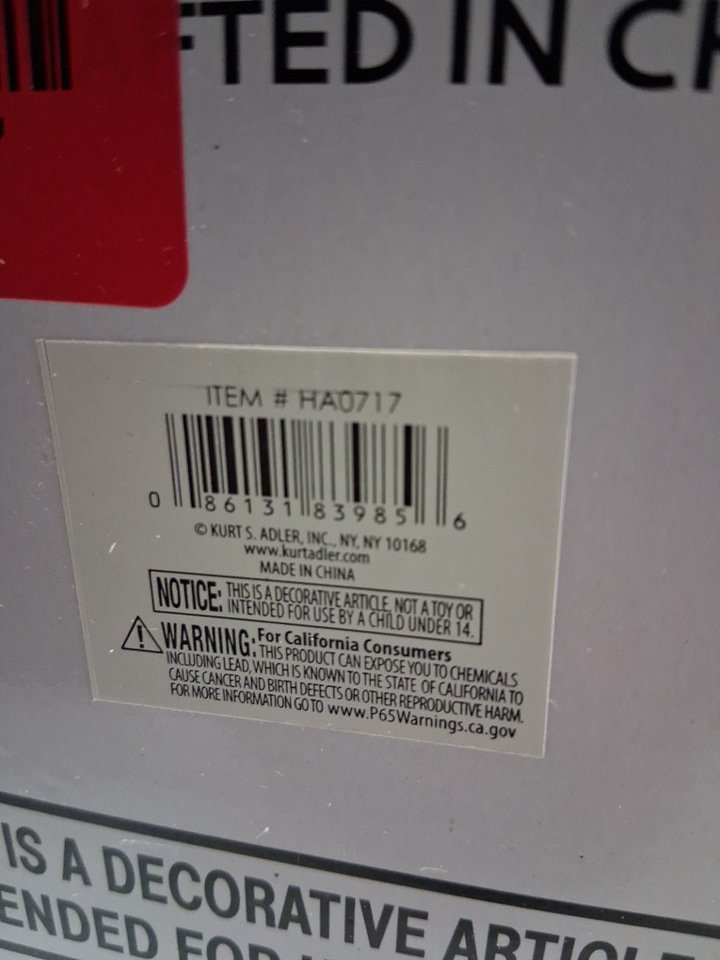 TED IN
ITEM # HA0717
0 86131 83985 6
© KURT S. ADLER, INC., NY, NY 10168
www.kurtadler.com
MADE IN CHINA
NOTICE: THIS IS A DECORATIVE ARTICLE, NOT A TOY OR
INTENDED FOR USE BY A CHILD UNDER 14.
WARNING: For California Consumers
THIS PRODUCT CAN EXPOSE YOU TO CHEMICALS
INCLUDING LEAD, WHICH IS KNOWN TO THE STATE OF CALIFORNIA TO
CAUSE CANCER AND BIRTH DEFECTS OR OTHER REPRODUCTIVE HARM.
FOR MORE INFORMATION GO TO www.P65Warnings.ca.gov
IS A DECORATIVE ARTICLE
ENDED FOR